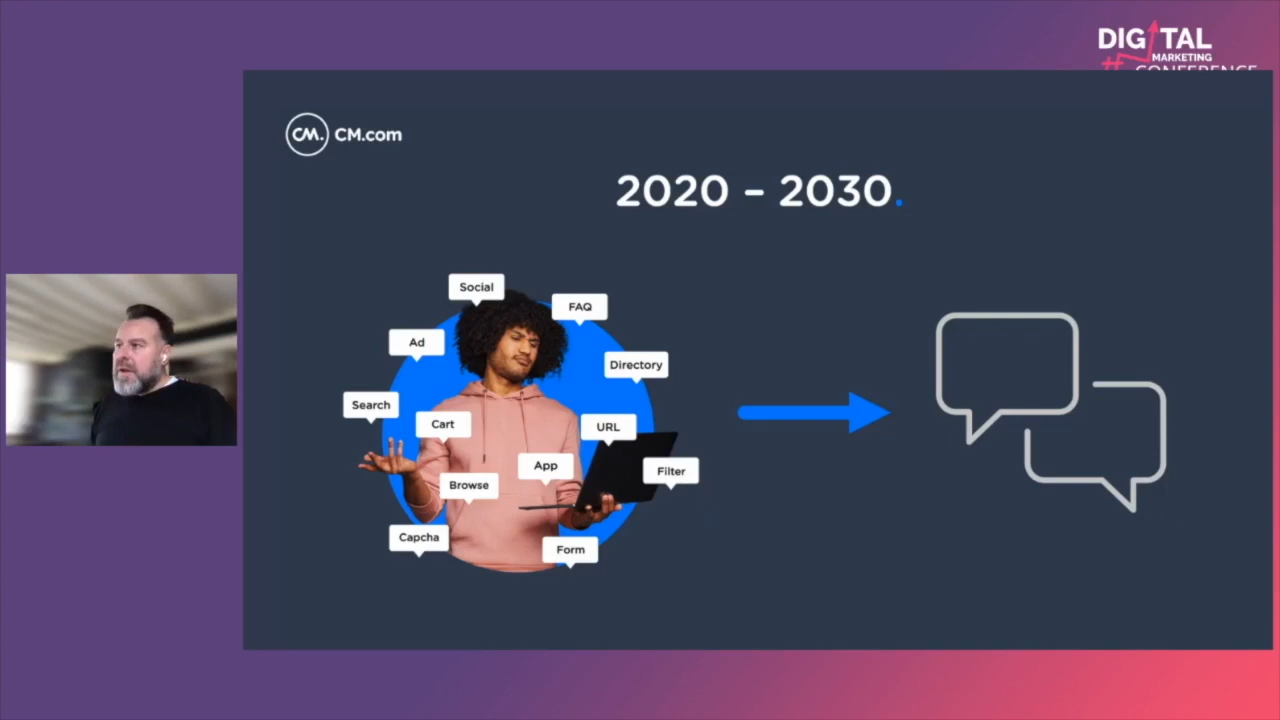 DIGITAL
MARKETING
#CONFERENCE
CM. CM.com
2020 – 2030.
Social
FAQ
Ad
Directory
Search
Cart
URL
App
Filter
Browse
Capcha
Form